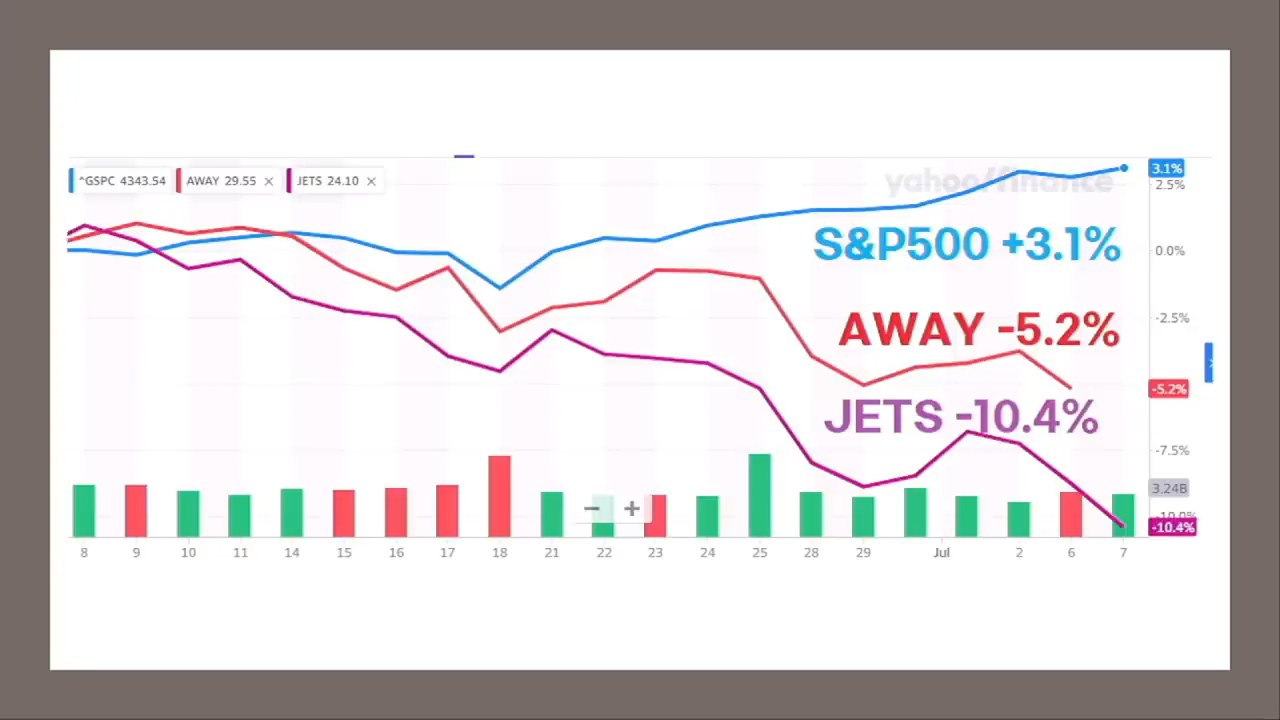 ^GSPC 4343.54 AWAY 29.55 × JETS 24.10 ×
yahoo/finance
3.1%
2.5%
S&P500 +3.1%
0.0%
AWAY -5.2%
-2.5%
-5.2%
JETS -10.4%
-7.5%
3.24B
− +
-10.0%
-10.4%
8 9 10 11 14 15 16 17 18 21 22 23 24 25 28 29 Jul 2 6 7